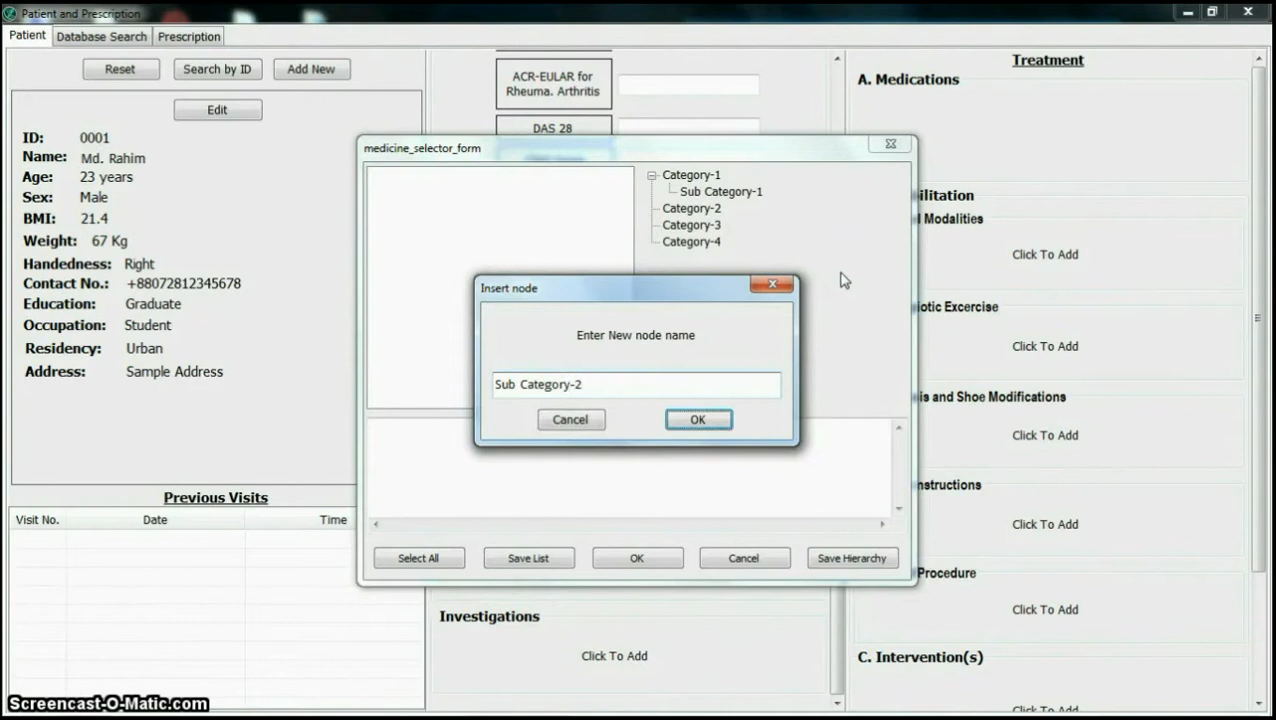 Patient and Prescription
Patient Database Search Prescription
Reset Search by ID Add New
Edit
ID: 0001
Name: Md. Rahim
Age: 23 years
Sex: Male
BMI: 21.4
Weight: 67 Kg
Handedness: Right
Contact No.: +88072812345678
Education: Graduate
Occupation: Student
Residency: Urban
Address: Sample Address
Previous Visits
Visit No. Date Time
ACR-EULAR for
Rheuma. Arthritis
DAS 28
medicine_selector_form
Category-1
Sub Category-1
Category-2
Category-3
Category-4
Insert node
Enter New node name
Sub Category-2
Cancel OK
Select All Save List OK Cancel Save Hierarchy
Investigations
Click To Add
Treatment
A. Medications
ilitation
l Modalities
Click To Add
iotic Excercise
Click To Add
is and Shoe Modifications
Click To Add
nstructions
Click To Add
Procedure
Click To Add
C. Intervention(s)
Click To Add
Screencast-O-Matic.com